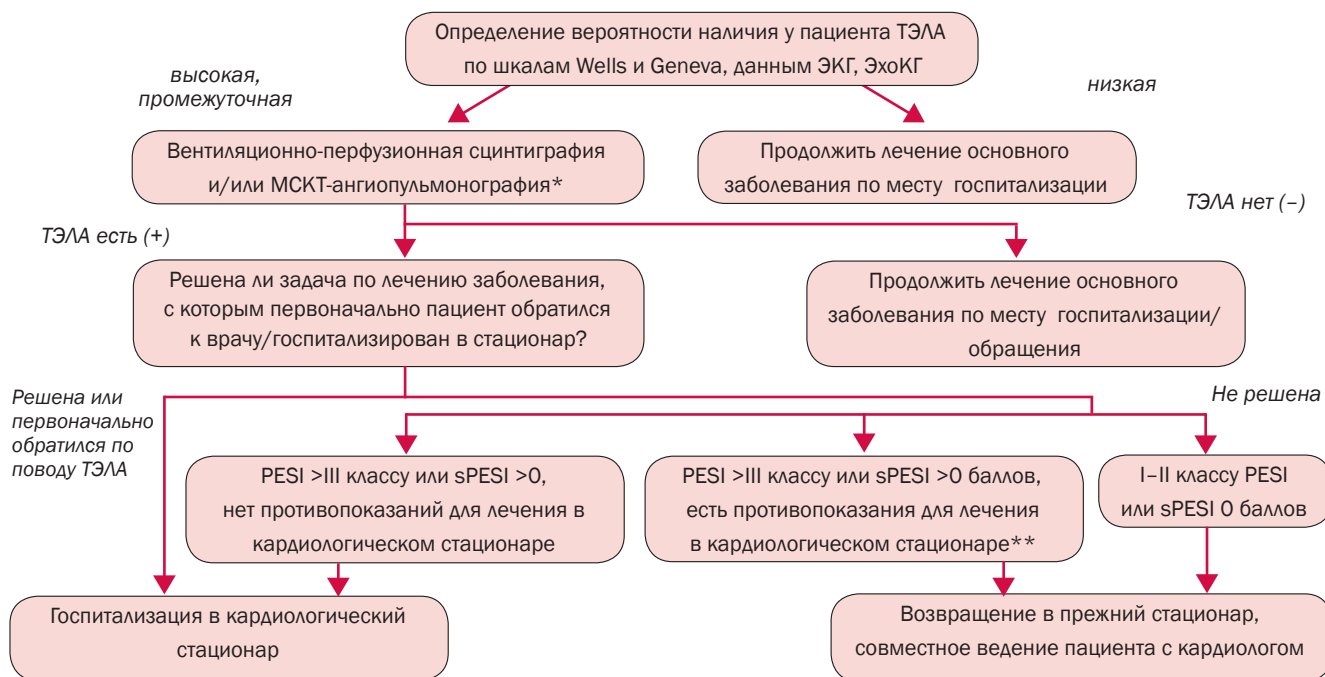 Определение вероятности наличия у пациента ТЭЛА
по шкалам Wells и Geneva, данным ЭКГ, ЭхоКГ
высокая,
промежуточная
низкая
Вентиляционно-перфузионная сцинтиграфия
и/или МСКТ-ангиопульмонография*
Продолжить лечение основного
заболевания по месту госпитализации
ТЭЛА есть (+)
ТЭЛА нет (–)
Решена ли задача по лечению заболевания,
с которым первоначально пациент обратился
к врачу/госпитализирован в стационар?
Продолжить лечение основного
заболевания по месту госпитализации/
обращения
Решена или
первоначально
обратился по
поводу ТЭЛА
Не решена
PESI >III классу или sPESI >0,
нет противопоказаний для лечения в
кардиологическом стационаре
PESI >III классу или sPESI >0 баллов,
есть противопоказания для лечения
в кардиологическом стационаре**
I–II классу PESI
или sPESI 0 баллов
Госпитализация в кардиологический
стационар
Возвращение в прежний стационар,
совместное ведение пациента с кардиологом